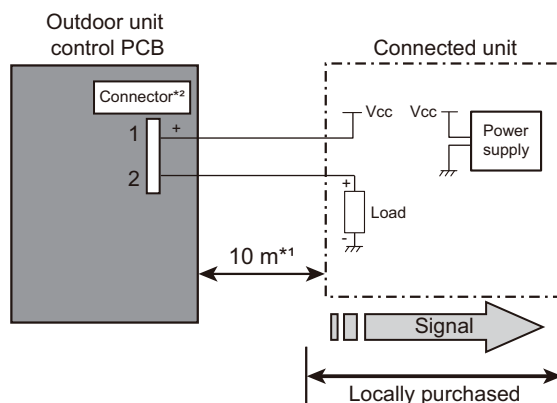 Outdoor unit
control PCB
Connected unit
Connector*²
1
+
Vcc
Vcc
Power
supply
2
+
Load
-
10 m*¹
Signal
Locally purchased